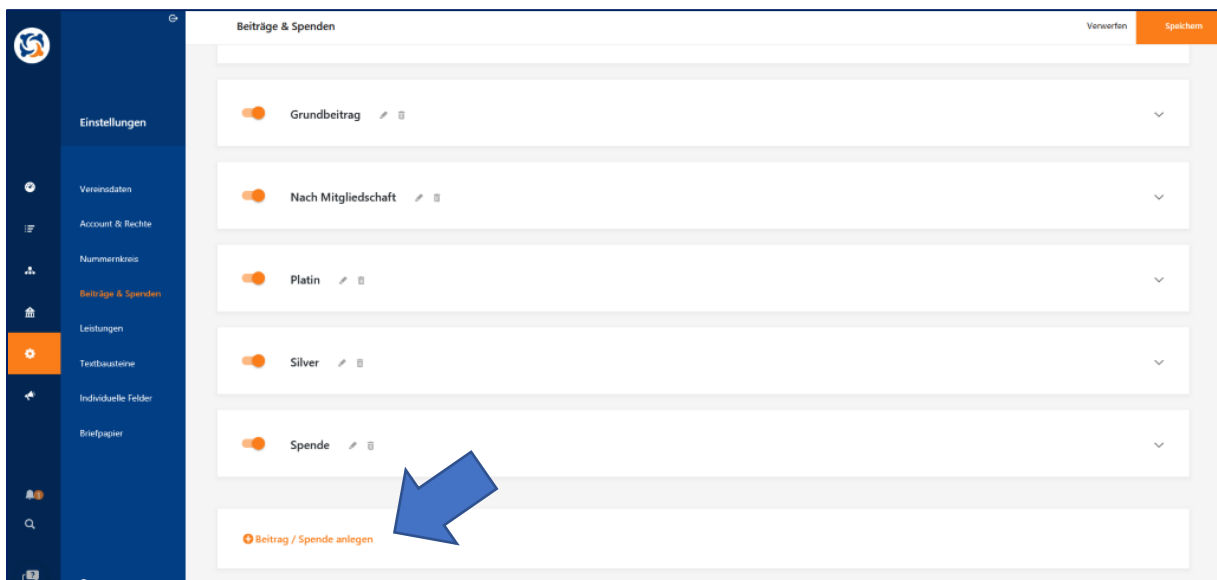 Beiträge & Spenden
Verwerfen
Speichern
Einstellungen
Vereinsdaten
Account & Rechte
Nummernkreis
Beiträge & Spenden
Leistungen
Textbausteine
Individuelle Felder
Briefpapier
Grundbeitrag
Nach Mitgliedschaft
Platin
Silver
Spende
Beitrag / Spende anlegen